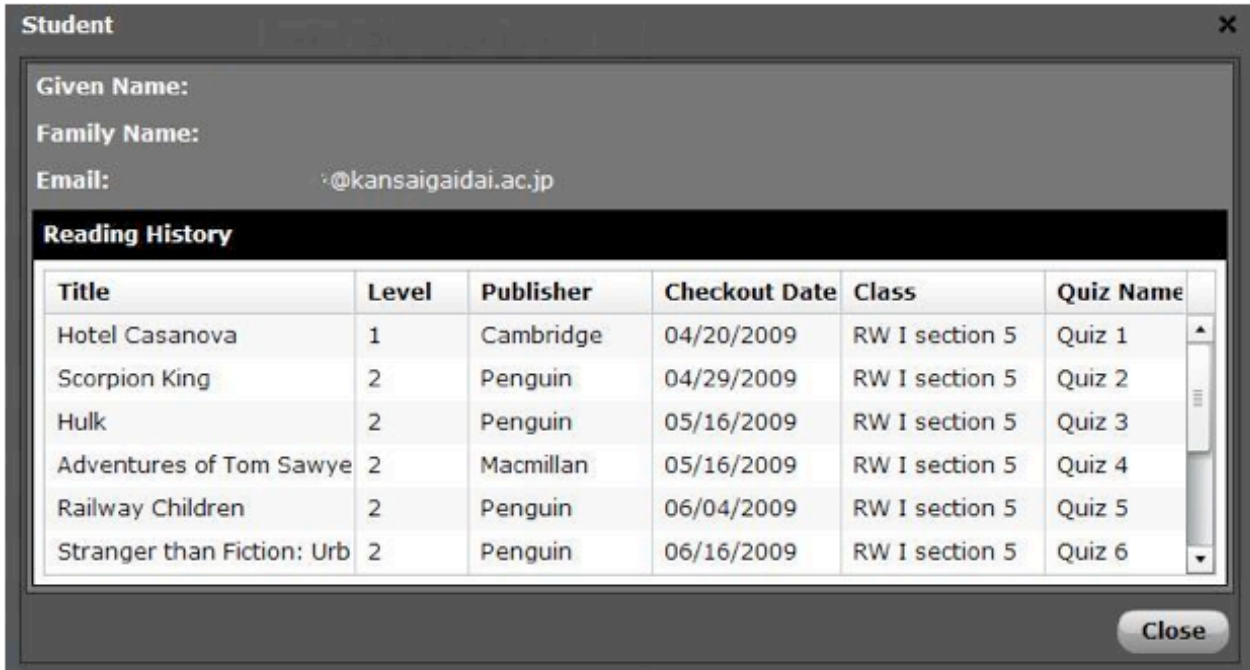 Student
Given Name:
Family Name:
Email: @kansaigaidai.ac.jp
Reading History
Title Level Publisher Checkout Date Class Quiz Name
Hotel Casanova 1 Cambridge 04/20/2009 RW I section 5 Quiz 1
Scorpion King 2 Penguin 04/29/2009 RW I section 5 Quiz 2
Hulk 2 Penguin 05/16/2009 RW I section 5 Quiz 3
Adventures of Tom Sawye 2 Macmillan 05/16/2009 RW I section 5 Quiz 4
Railway Children 2 Penguin 06/04/2009 RW I section 5 Quiz 5
Stranger than Fiction: Urb 2 Penguin 06/16/2009 RW I section 5 Quiz 6
Close